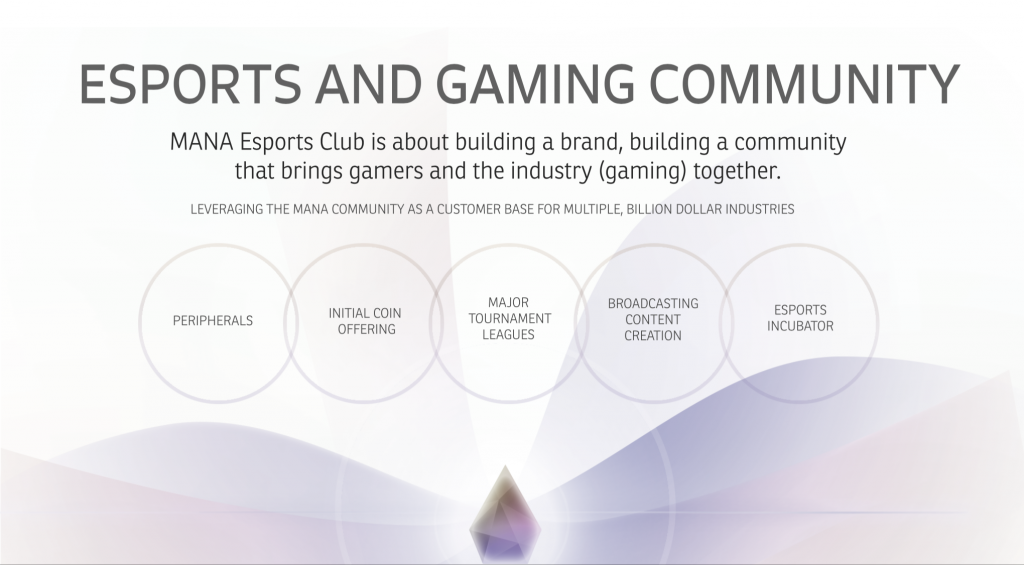 ESPORTS AND GAMING COMMUNITY
MANA Esports Club is about building a brand, building a community
that brings gamers and the industry (gaming) together.
LEVERAGING THE MANA COMMUNITY AS A CUSTOMER BASE FOR MULTIPLE, BILLION DOLLAR INDUSTRIES
PERIPHERALS
INITIAL COIN
OFFERING
MAJOR
TOURNAMENT
LEAGUES
BROADCASTING
CONTENT
CREATION
ESPORTS
INCUBATOR